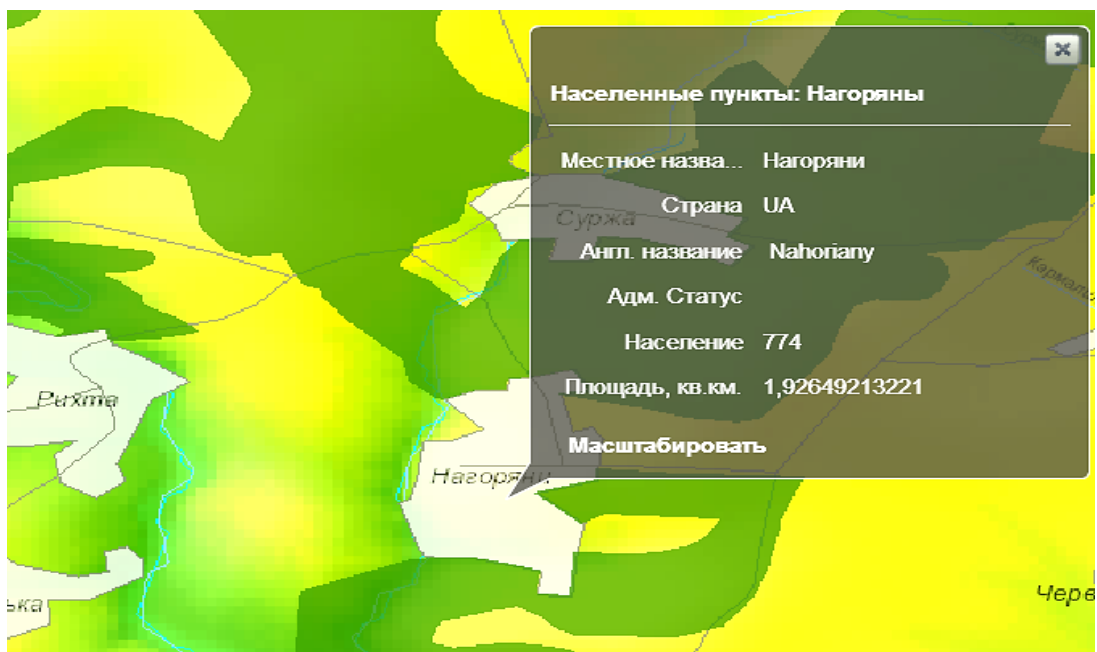 Населенные пункты: Нагоряны
Местное назва... Нагоряни
Страна UA
Англ. название Nahoriany
Адм. Статус
Население 774
Площадь, кв.км. 1,92649213221
Масштабировать
Суржа
Рихта
Нагоряни
Черв
ька